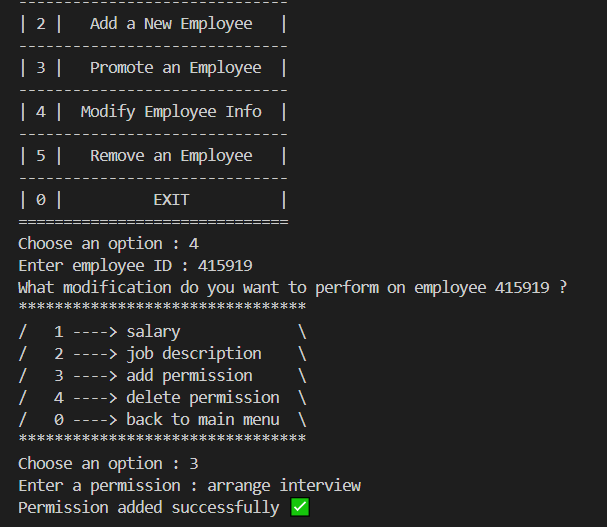 ------------------------------
| 2 |   Add a New Employee   |
------------------------------
| 3 |   Promote an Employee  |
------------------------------
| 4 |  Modify Employee Info  |
------------------------------
| 5 |   Remove an Employee   |
------------------------------
| 0 |          EXIT          |
==============================
Choose an option : 4
Enter employee ID : 415919
What modification do you want to perform on employee 415919 ?
********************************
/   1 ----> salary             \
/   2 ----> job description    \
/   3 ----> add permission     \
/   4 ----> delete permission  \
/   0 ----> back to main menu  \
********************************
Choose an option : 3
Enter a permission : arrange interview
Permission added successfully ✅